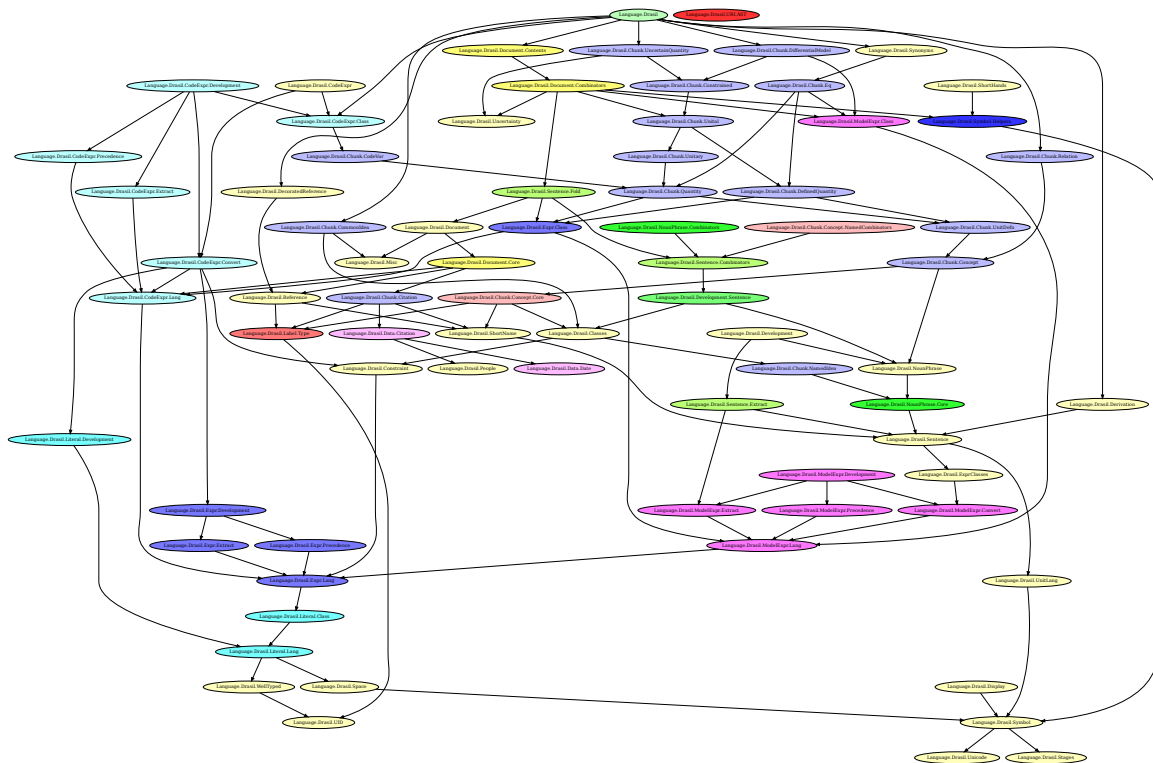 Language.Drasil
Language.Drasil.Document.Contents
Language.Drasil.Chunk.UncertainQuantity
Language.Drasil.Chunk.DifferentialModel
Language.Drasil.Synonyms
Language.Drasil.CodeExpr.Development
Language.Drasil.CodeExpr
Language.Drasil.Document.Combinators
Language.Drasil.Chunk.Constrained
Language.Drasil.Chunk.Eq
Language.Drasil.ShortHands
Language.Drasil.CodeExpr.Class
Language.Drasil.Uncertainty
Language.Drasil.Chunk.Unital
Language.Drasil.ModelExpr.Class
Language.Drasil.Symbol.Helpers
Language.Drasil.CodeExpr.Precedence
Language.Drasil.Chunk.CodeVar
Language.Drasil.Chunk.Unitary
Language.Drasil.Chunk.Relation
Language.Drasil.CodeExpr.Extract
Language.Drasil.DecoratedReference
Language.Drasil.Sentence.Fold
Language.Drasil.Chunk.Quantity
Language.Drasil.Chunk.DefinedQuantity
Language.Drasil.Chunk.CommonIdea
Language.Drasil.Document
Language.Drasil.Expr.Class
Language.Drasil.NounPhrase.Combinators
Language.Drasil.Chunk.Concept.NamedCombinators
Language.Drasil.Chunk.UnitDefn
Language.Drasil.CodeExpr.Convert
Language.Drasil.Misc
Language.Drasil.Document.Core
Language.Drasil.Sentence.Combinators
Language.Drasil.Chunk.Concept
Language.Drasil.CodeExpr.Lang
Language.Drasil.Reference
Language.Drasil.Chunk.Citation
Language.Drasil.Chunk.Concept.Core
Language.Drasil.Development.Sentence
Language.Drasil.Label.Type
Language.Drasil.Data.Citation
Language.Drasil.ShortName
Language.Drasil.Classes
Language.Drasil.Development
Language.Drasil.Constraint
Language.Drasil.People
Language.Drasil.Data.Date
Language.Drasil.Chunk.NamedIdea
Language.Drasil.NounPhrase
Language.Drasil.Sentence.Extract
Language.Drasil.NounPhrase.Core
Language.Drasil.Derivation
Language.Drasil.Literal.Development
Language.Drasil.Sentence
Language.Drasil.ModelExpr.Development
Language.Drasil.ExprClasses
Language.Drasil.Expr.Development
Language.Drasil.ModelExpr.Extract
Language.Drasil.ModelExpr.Precedence
Language.Drasil.ModelExpr.Convert
Language.Drasil.Expr.Extract
Language.Drasil.Expr.Precedence
Language.Drasil.ModelExpr.Lang
Language.Drasil.Expr.Lang
Language.Drasil.UnitLang
Language.Drasil.Literal.Class
Language.Drasil.Literal.Lang
Language.Drasil.WellTyped
Language.Drasil.Space
Language.Drasil.Display
Language.Drasil.UID
Language.Drasil.Symbol
Language.Drasil.Unicode
Language.Drasil.Stages